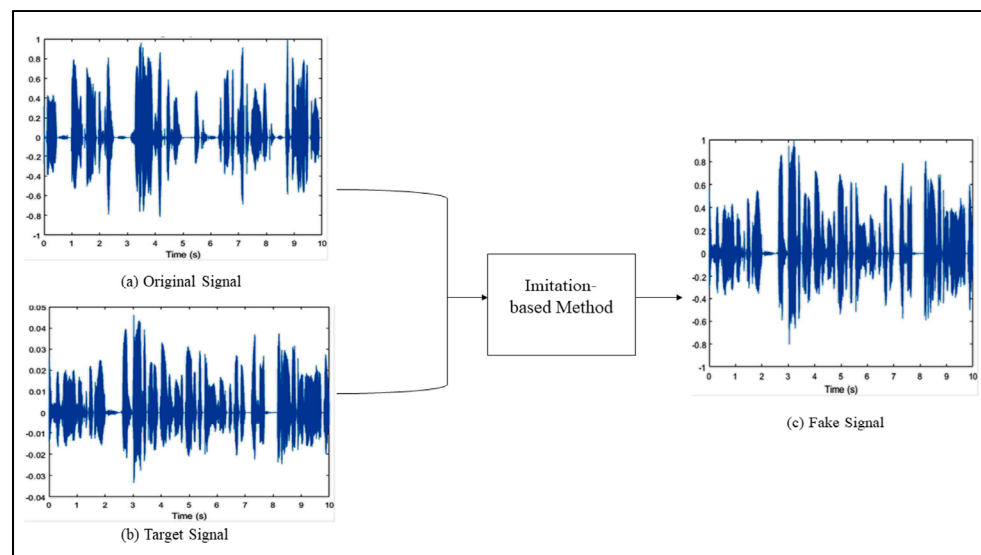 1
0.8
0.6
0.4
0.2
0
-0.2
-0.4
-0.6
-0.8
-1
0 1 2 3 4 5 6 7 8 9 10
Time (s)
(a) Original Signal
0.05
0.04
0.03
0.02
0.01
0
-0.01
-0.02
-0.03
-0.04
0 1 2 3 4 5 6 7 8 9 10
Time (s)
(b) Target Signal
Imitation-
based Method
1
0.8
0.6
0.4
0.2
0
-0.2
-0.4
-0.6
-0.8
-1
0 1 2 3 4 5 6 7 8 9 10
Time (s)
(c) Fake Signal